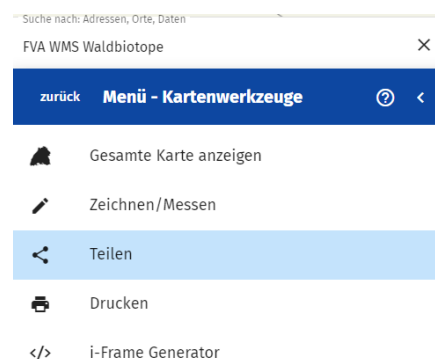 Suche nach: Adressen, Orte, Daten
FVA WMS Waldbiotope
zurück Menü - Kartenwerkzeuge
Gesamte Karte anzeigen
Zeichnen/Messen
Teilen
Drucken
i-Frame Generator